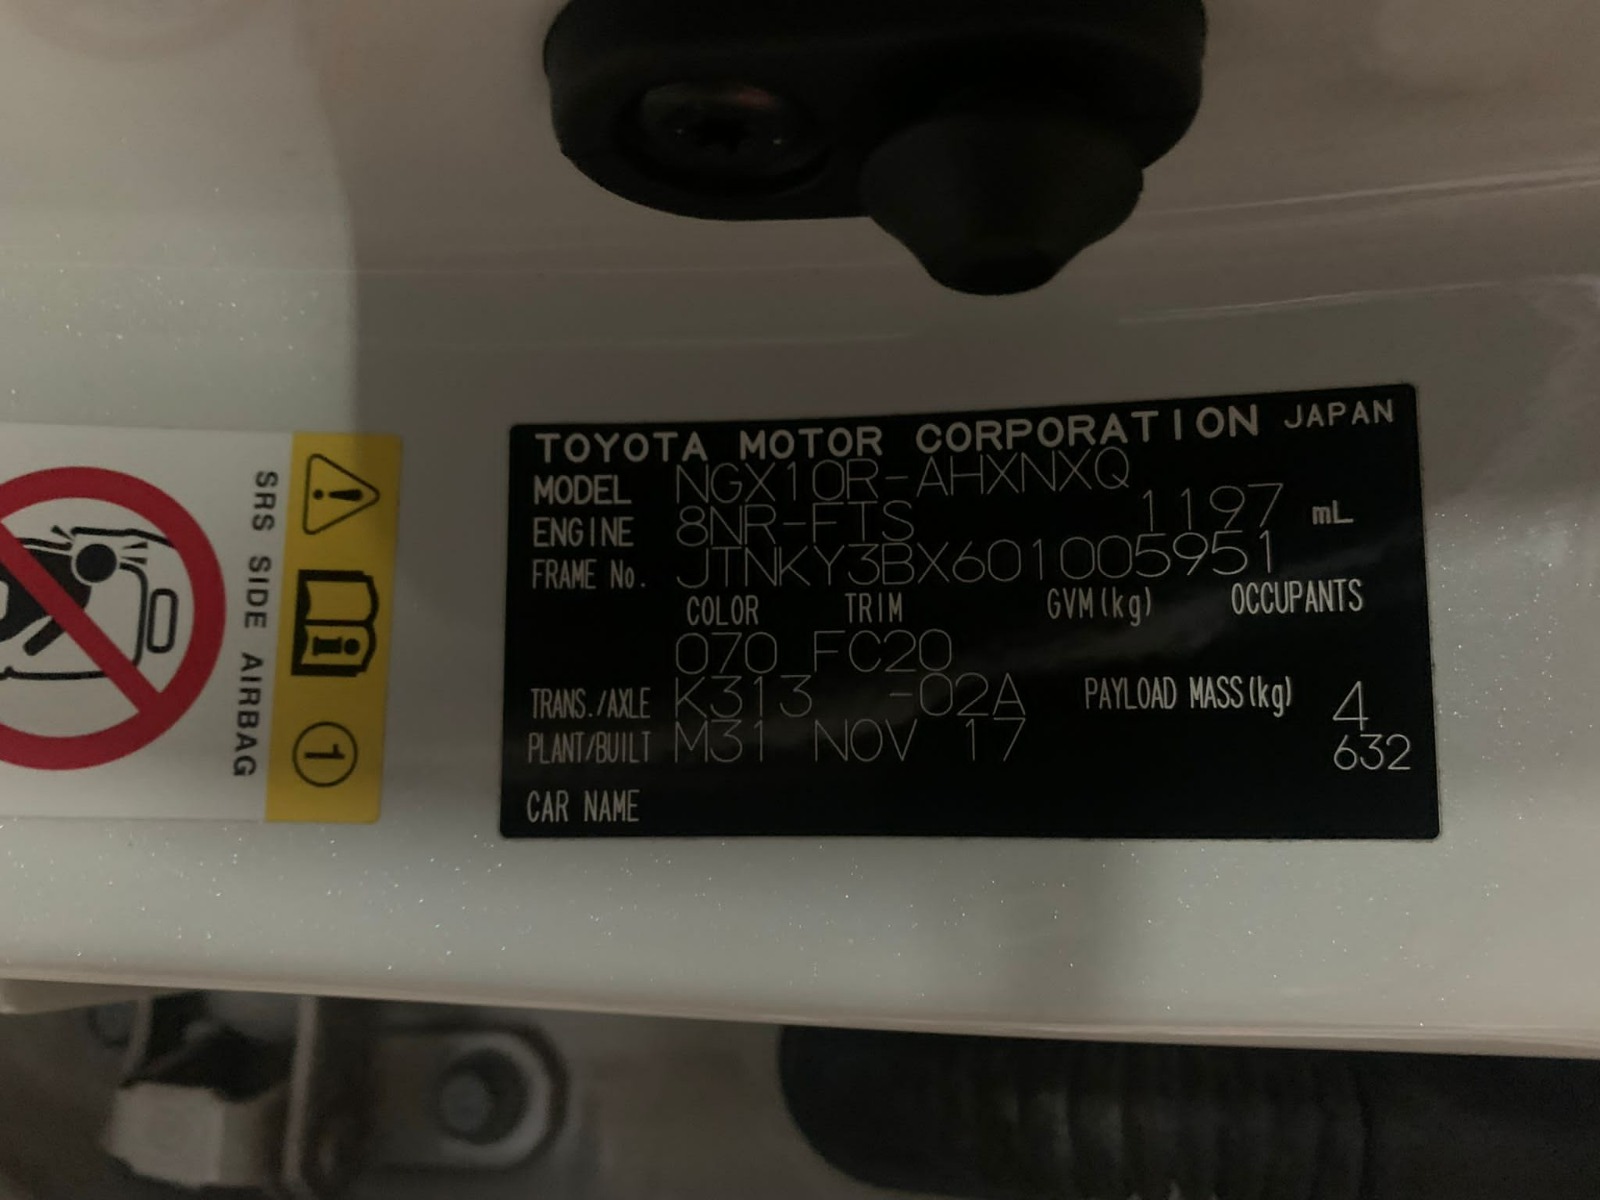 TOYOTA MOTOR CORPORATION JAPAN
MODEL NGX10R-AHXNXQ
ENGINE 8NR-FTS 1197 mL
FRAME No. JTNKY3BX601005951
COLOR TRIM GVM(kg) OCCUPANTS
070 FC20
TRANS./AXLE K313 -02A PAYLOAD MASS(kg) 4
PLANT/BUILT M31 NOV 17 632
CAR NAME
SRS SIDE AIRBAG
1